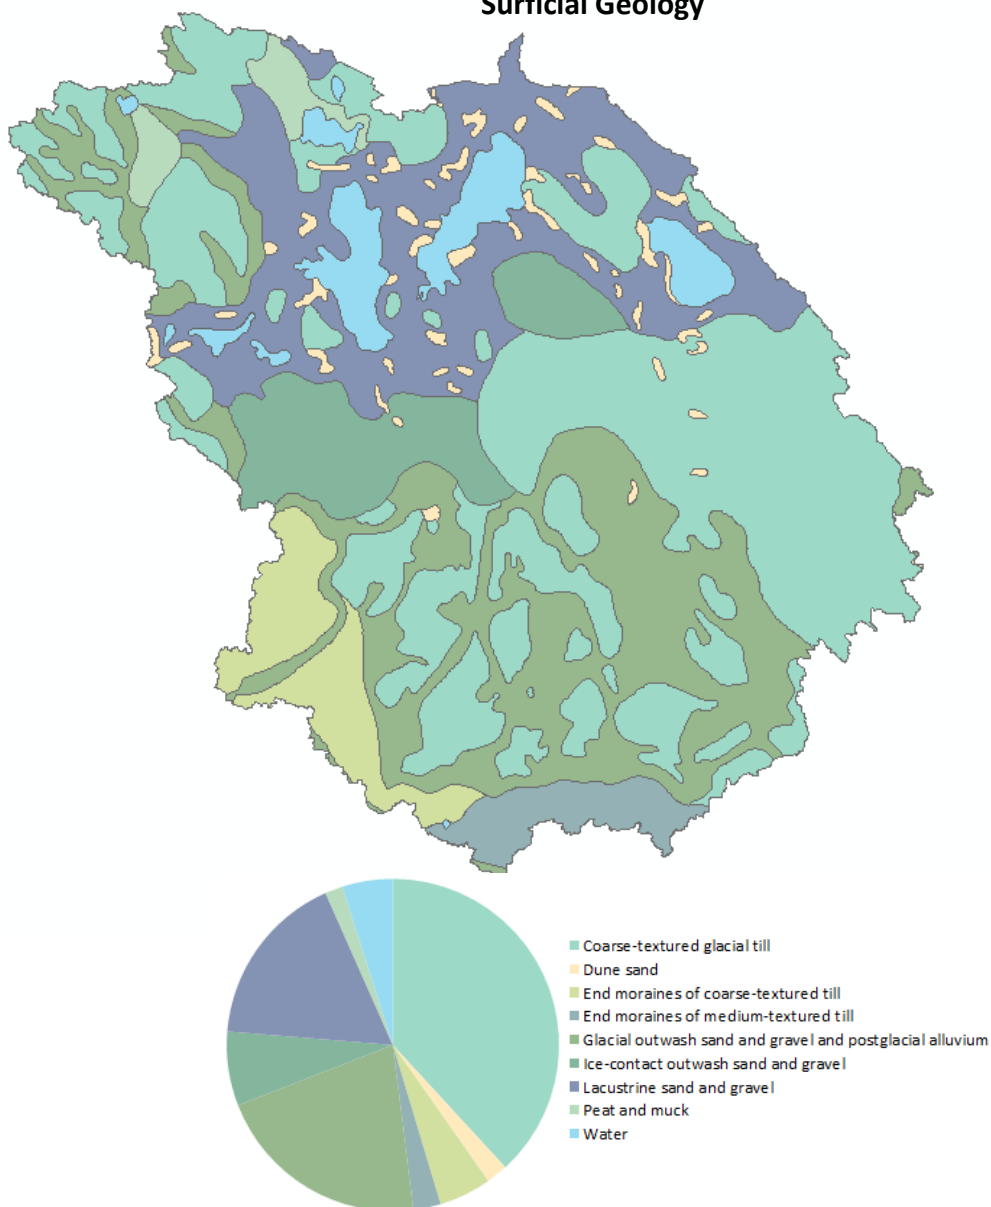 Surficial Geology
Coarse-textured glacial till
Dune sand
End moraines of coarse-textured till
End moraines of medium-textured till
Glacial outwash sand and gravel and postglacial alluvium
Ice-contact outwash sand and gravel
Lacustrine sand and gravel
Peat and muck
Water